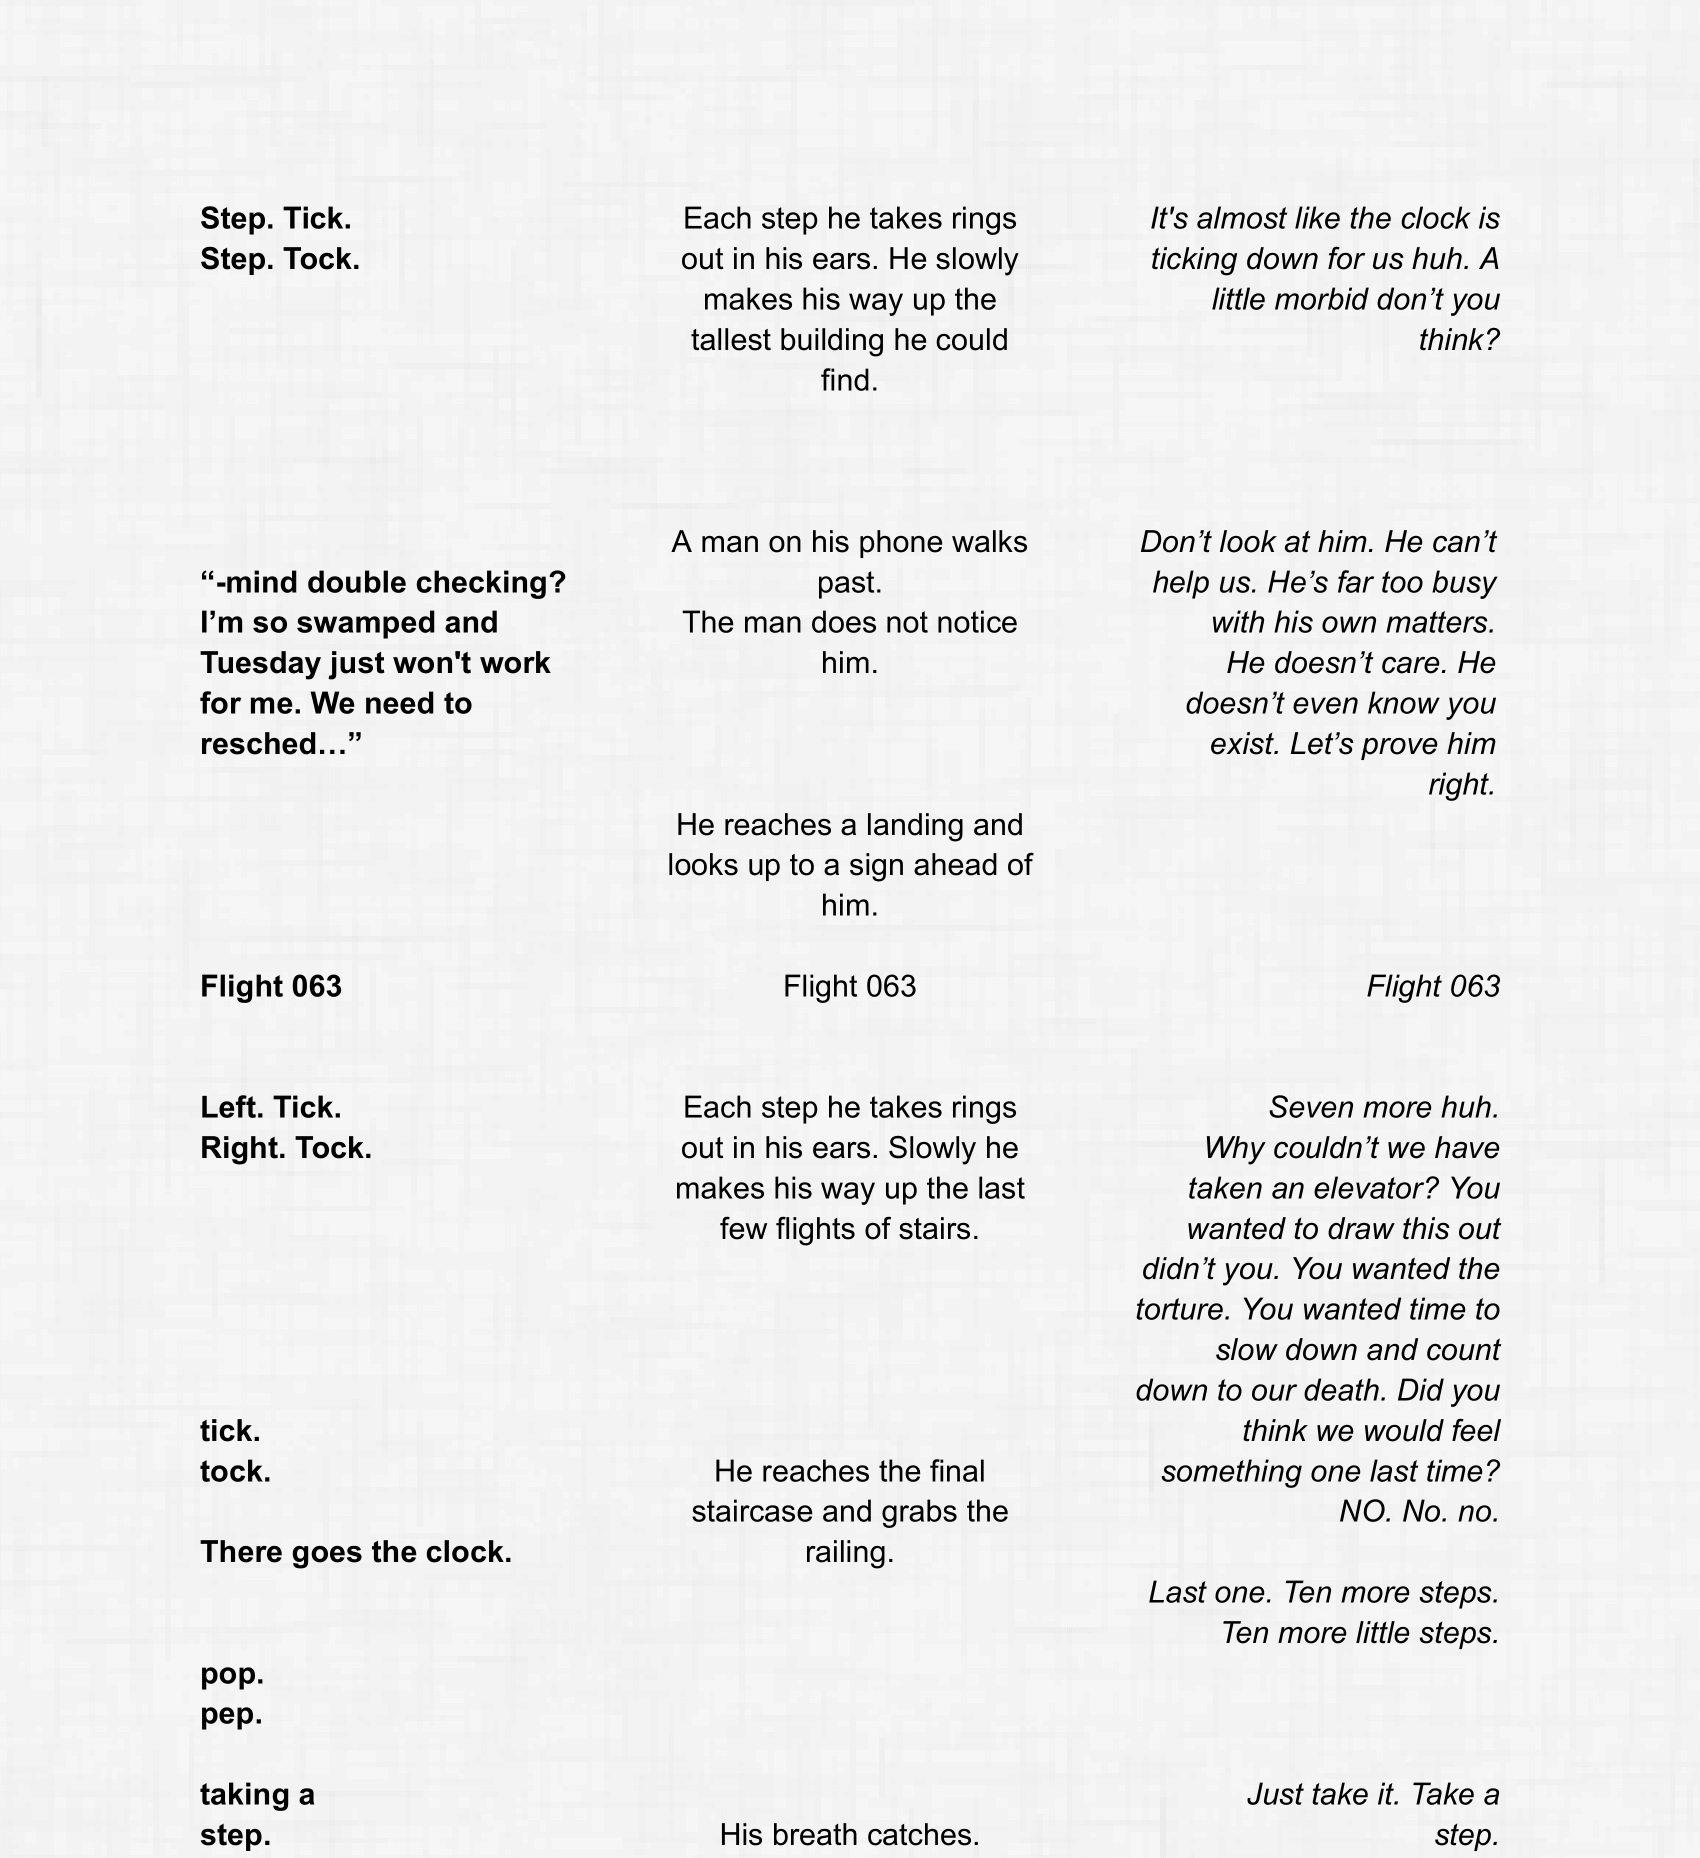 Step. Tick.
Step. Tock.
Each step he takes rings
out in his ears. He slowly
makes his way up the
tallest building he could
find.
It's almost like the clock is
ticking down for us huh. A
little morbid don’t you
think?
“-mind double checking?
I’m so swamped and
Tuesday just won't work
for me. We need to
resched…”
A man on his phone walks
past.
The man does not notice
him.
He reaches a landing and
looks up to a sign ahead of
him.
Don’t look at him. He can’t
help us. He’s far too busy
with his own matters.
He doesn’t care. He
doesn’t even know you
exist. Let’s prove him
right.
Flight 063
Flight 063
Flight 063
Left. Tick.
Right. Tock.
Each step he takes rings
out in his ears. Slowly he
makes his way up the last
few flights of stairs.
Seven more huh.
Why couldn’t we have
taken an elevator? You
wanted to draw this out
didn’t you. You wanted the
torture. You wanted time to
slow down and count
down to our death. Did you
think we would feel
something one last time?
NO. No. no.
tick.
tock.
There goes the clock.
He reaches the final
staircase and grabs the
railing.
Last one. Ten more steps.
Ten more little steps.
pop.
pep.
taking a
step.
His breath catches.
Just take it. Take a
step.